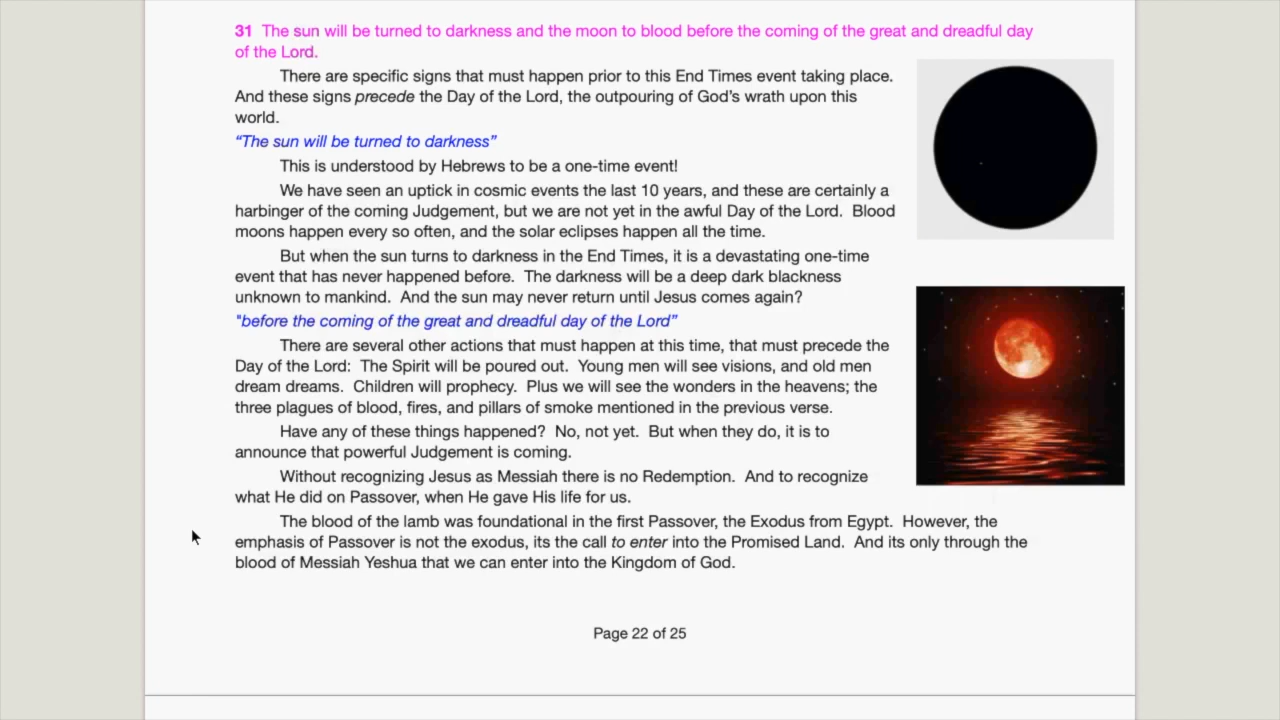 31 The sun will be turned to darkness and the moon to blood before the coming of the great and dreadful day
of the Lord.
There are specific signs that must happen prior to this End Times event taking place.
And these signs precede the Day of the Lord, the outpouring of God's wrath upon this
world.
“The sun will be turned to darkness”
This is understood by Hebrews to be a one-time event!
We have seen an uptick in cosmic events the last 10 years, and these are certainly a
harbinger of the coming Judgement, but we are not yet in the awful Day of the Lord. Blood
moons happen every so often, and the solar eclipses happen all the time.
But when the sun turns to darkness in the End Times, it is a devastating one-time
event that has never happened before. The darkness will be a deep dark blackness
unknown to mankind. And the sun may never return until Jesus comes again?
"before the coming of the great and dreadful day of the Lord”
There are several other actions that must happen at this time, that must precede the
Day of the Lord: The Spirit will be poured out. Young men will see visions, and old men
dream dreams. Children will prophecy. Plus we will see the wonders in the heavens; the
three plagues of blood, fires, and pillars of smoke mentioned in the previous verse.
Have any of these things happened? No, not yet. But when they do, it is to
announce that powerful Judgement is coming.
Without recognizing Jesus as Messiah there is no Redemption. And to recognize
what He did on Passover, when He gave His life for us.
The blood of the lamb was foundational in the first Passover, the Exodus from Egypt. However, the
emphasis of Passover is not the exodus, its the call to enter into the Promised Land. And its only through the
blood of Messiah Yeshua that we can enter into the Kingdom of God.
Page 22 of 25